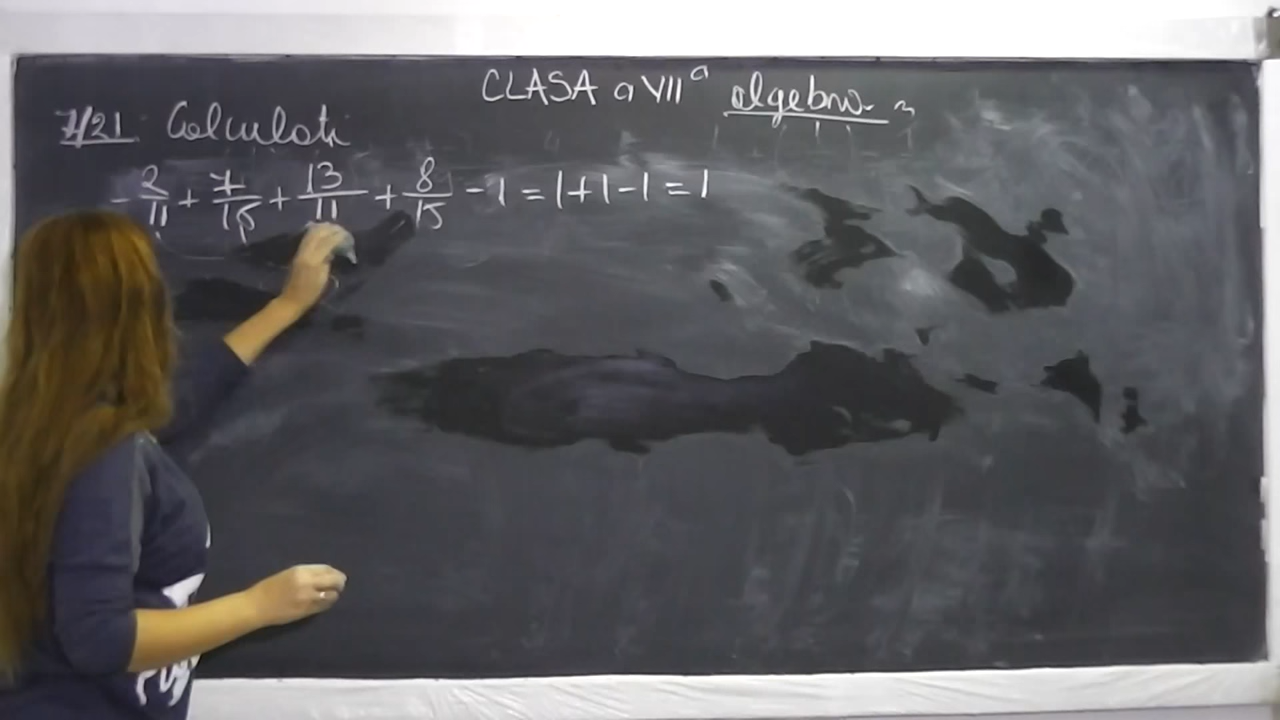 CLASA a VII a algebra
7/21 Calculati
- 2/11 + 7/15 + 13/11 + 8/15 - 1 = 1 + 1 - 1 = 1